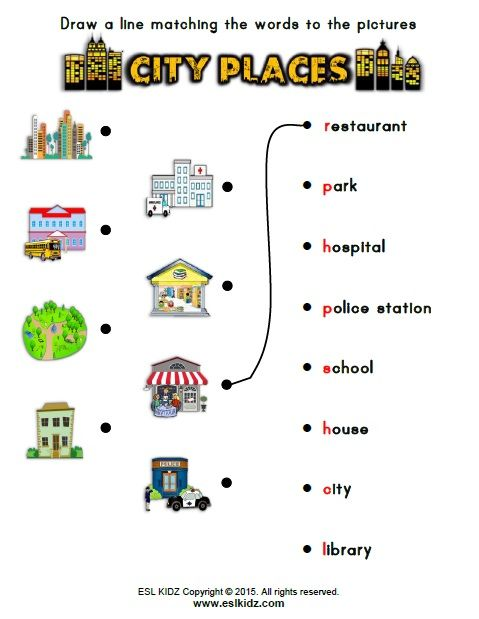 Draw a line matching the words to the pictures
CITY PLACES
restaurant
park
hospital
police station
school
house
city
library
POLICE
ESL KIDZ Copyright © 2015. All rights reserved.
www.eslkidz.com